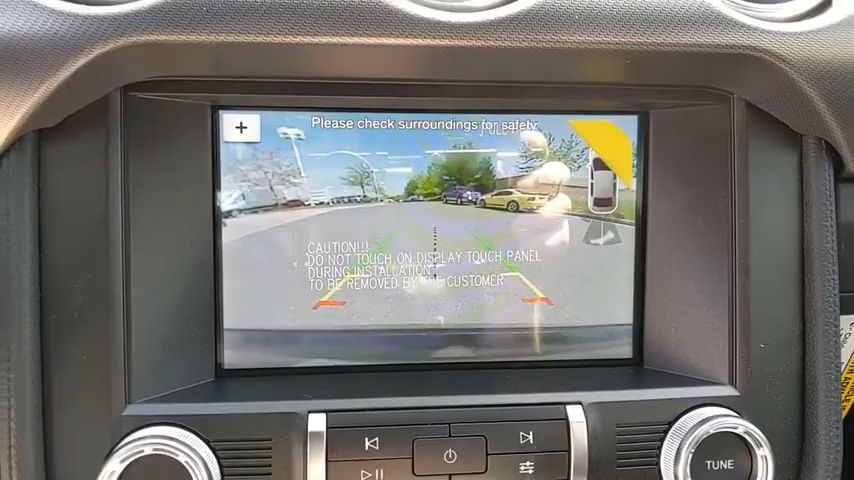 Please check surroundings for safety.
+
CAUTION!!!
DO NOT TOUCH ON DISPLAY TOUCH PANEL
DURING INSTALLATION
TO BE REMOVED BY THE CUSTOMER
TUNE